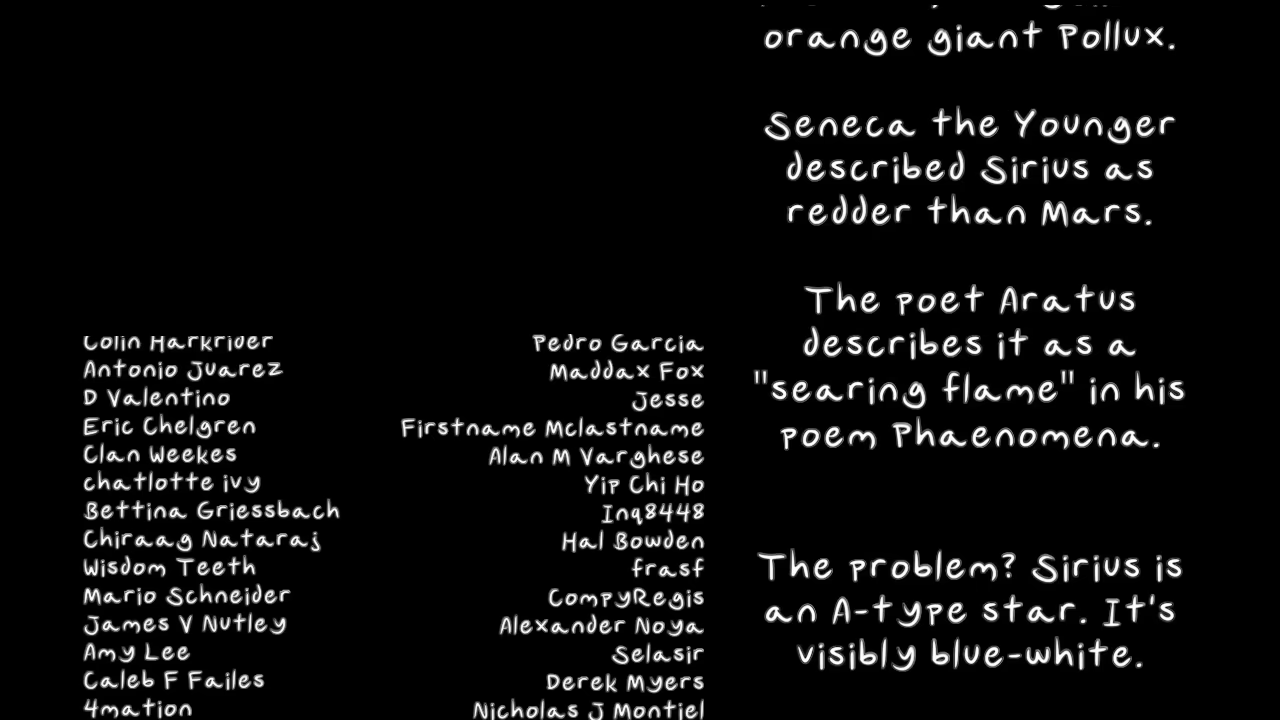 orange giant Pollux.
Seneca the Younger
described Sirius as
redder than Mars.
The poet Aratus
describes it as a
"searing flame" in his
poem Phaenomena.
The problem? Sirius is
an A-type star. It's
visibly blue-white.
Colin Harkrider
Antonio Juarez
D Valentino
Eric Chelgren
Clan Weekes
chatlotte ivy
Bettina Griessbach
Chiraag Nataraj
Wisdom Teeth
Mario Schneider
James V Nutley
Amy Lee
Caleb F Failes
4mation
Pedro Garcia
Maddax Fox
Jesse
Firstname Mclastname
Alan M Varghese
Yip Chi Ho
Inq8448
Hal Bowden
frasf
CompyRegis
Alexander Noya
Selasir
Derek Myers
Nicholas J Montiel